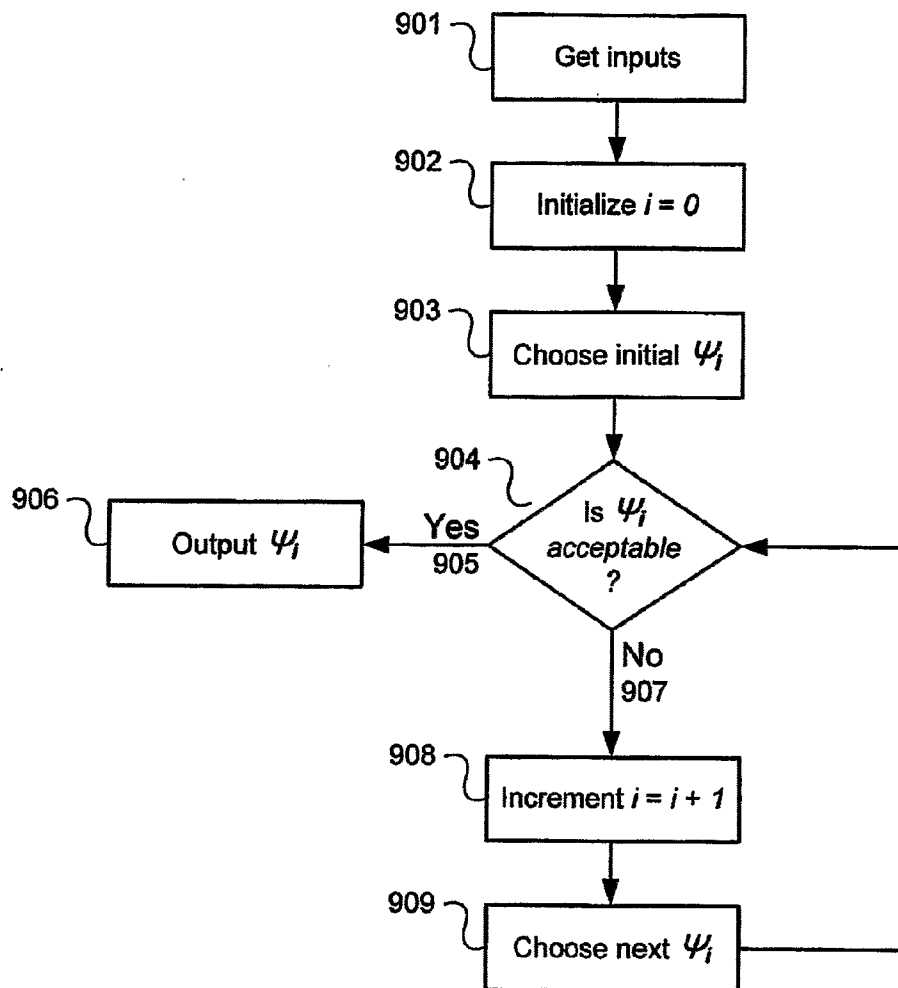 901
Get inputs
902
Initialize i = 0
903
Choose initial Ψi
904
906
Output Ψi
Yes
905
Is Ψi
acceptable
?
No
907
908
Increment i = i + 1
909
Choose next Ψi